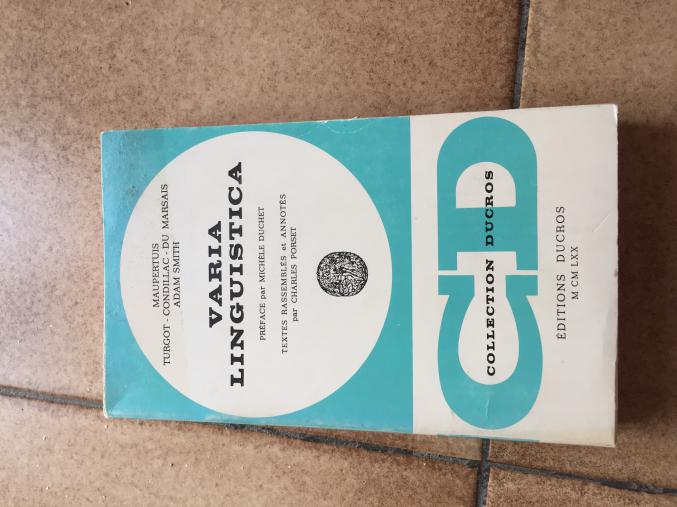 MAUPERTUIS
TURGOT - CONDILLAC - DU MARSAIS
ADAM SMITH
VARIA
LINGUISTICA
PRÉFACE par MICHÈLE DUCHET
TEXTES RASSEMBLÉS et ANNOTÉS
par CHARLES PORSET
CD
COLLECTION DUCROS
ÉDITIONS DUCROS
M CM LXX